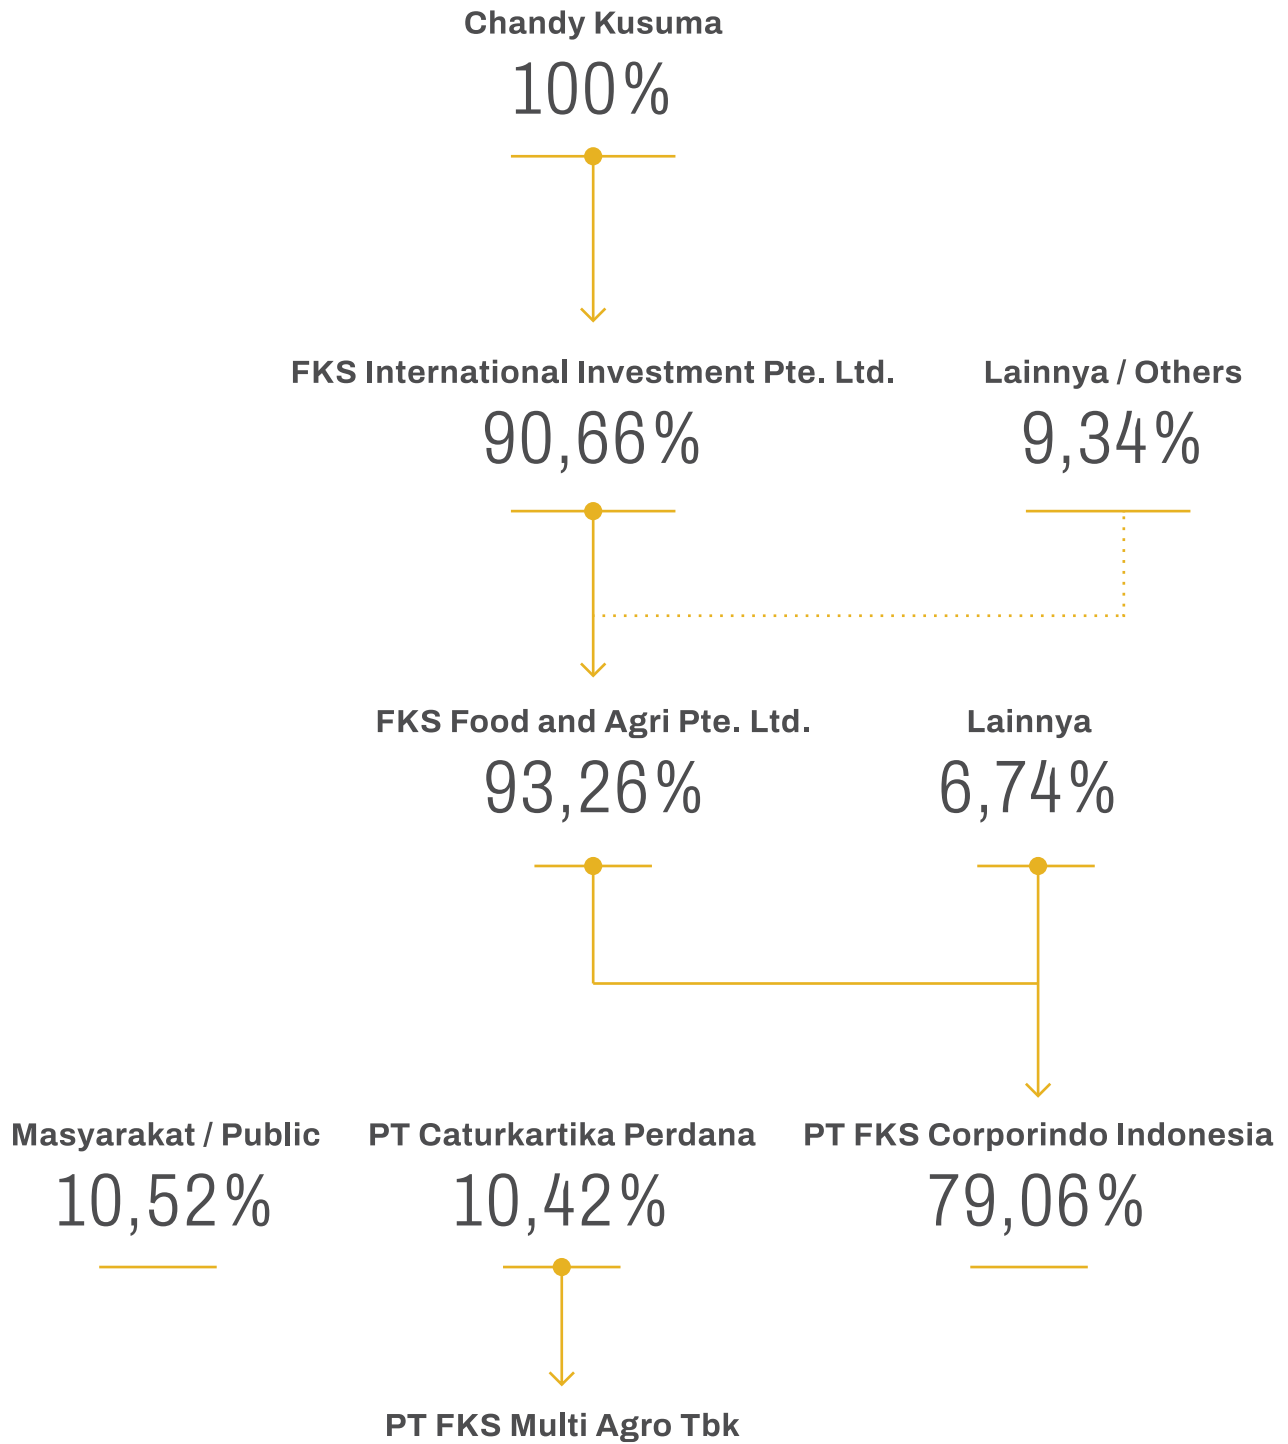 Chandy Kusuma
100%
FKS International Investment Pte. Ltd.
90,66%
Lainnya / Others
9,34%
FKS Food and Agri Pte. Ltd.
93,26%
Lainnya
6,74%
Masyarakat / Public
10,52%
PT Caturkartika Perdana
10,42%
PT FKS Corporindo Indonesia
79,06%
PT FKS Multi Agro Tbk